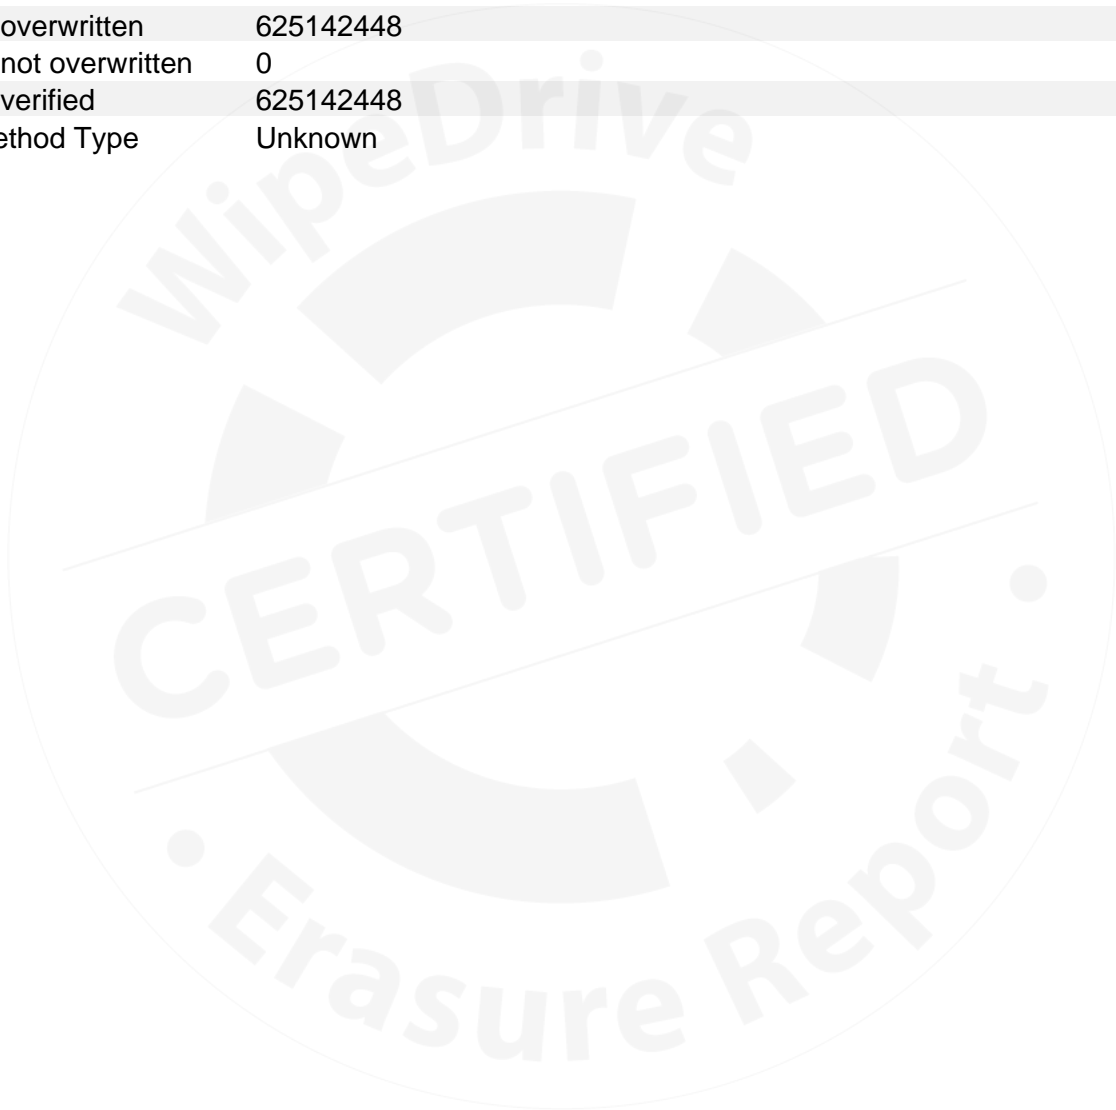 overwritten 625142448
not overwritten 0
verified 625142448
ethod Type Unknown
WipeDrive
CERTIFIED
• Erasure Report •